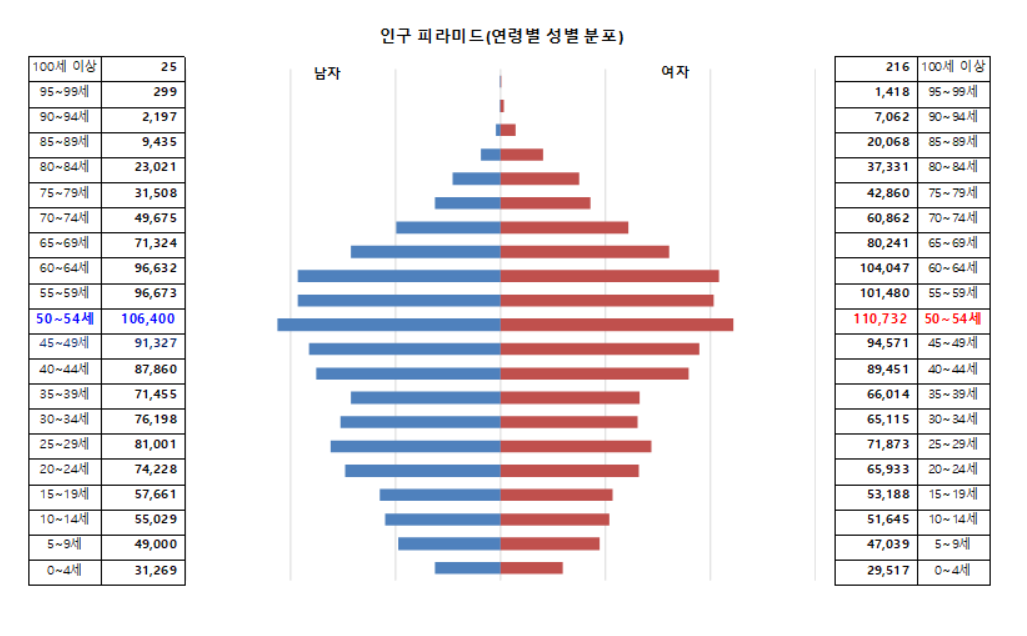 인구 피라미드(연령별 성별 분포)
남자 여자
100세 이상 25 216 100세 이상
95~99세 299 1,418 95~99세
90~94세 2,197 7,062 90~94세
85~89세 9,435 20,068 85~89세
80~84세 23,021 37,331 80~84세
75~79세 31,508 42,860 75~79세
70~74세 49,675 60,862 70~74세
65~69세 71,324 80,241 65~69세
60~64세 96,632 104,047 60~64세
55~59세 96,673 101,480 55~59세
50~54세 106,400 110,732 50~54세
45~49세 91,327 94,571 45~49세
40~44세 87,860 89,451 40~44세
35~39세 71,455 66,014 35~39세
30~34세 76,198 65,115 30~34세
25~29세 81,001 71,873 25~29세
20~24세 74,228 65,933 20~24세
15~19세 57,661 53,188 15~19세
10~14세 55,029 51,645 10~14세
5~9세 49,000 47,039 5~9세
0~4세 31,269 29,517 0~4세